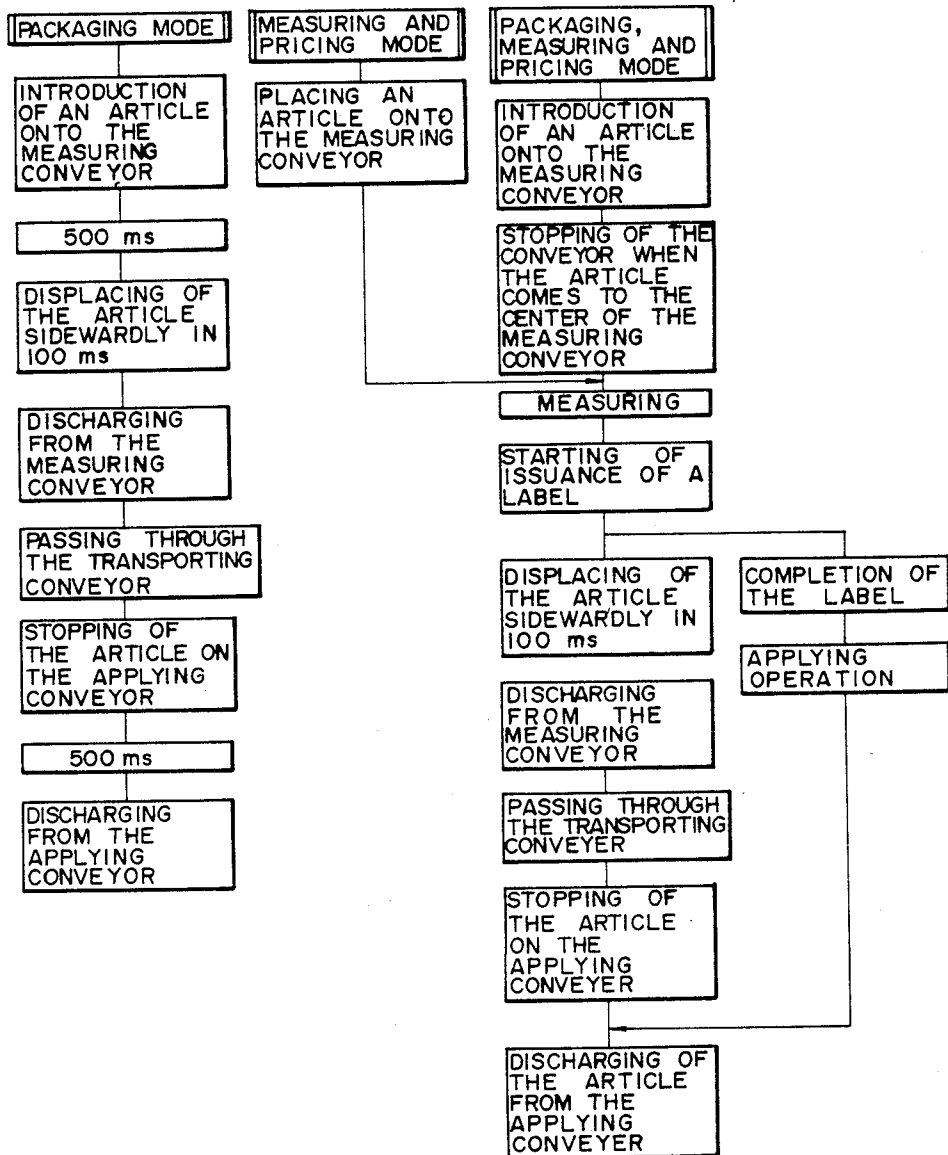 PACKAGING MODE
INTRODUCTION
OF AN ARTICLE
ONTO THE
MEASURING
CONVEYOR
500 ms
DISPLACING OF
THE ARTICLE
SIDEWARDLY IN
100 ms
DISCHARGING
FROM THE
MEASURING
CONVEYOR
PASSING THROUGH
THE TRANSPORTING
CONVEYOR
STOPPING OF
THE ARTICLE ON
THE APPLYING
CONVEYOR
500 ms
DISCHARGING
FROM THE
APPLYING
CONVEYOR
MEASURING AND
PRICING MODE
PLACING AN
ARTICLE ONTO
THE MEASURING
CONVEYOR
PACKAGING,
MEASURING AND
PRICING MODE
INTRODUCTION
OF AN ARTICLE
ONTO THE
MEASURING
CONVEYOR
STOPPING OF THE
CONVEYOR WHEN
THE ARTICLE
COMES TO THE
CENTER OF THE
MEASURING
CONVEYOR
MEASURING
STARTING OF
ISSUANCE OF A
LABEL
DISPLACING OF
THE ARTICLE
SIDEWARDLY IN
100 ms
DISCHARGING
FROM THE
MEASURING
CONVEYOR
PASSING THROUGH
THE TRANSPORTING
CONVEYER
STOPPING OF
THE ARTICLE
ON THE
APPLYING
CONVEYER
COMPLETION OF
THE LABEL
APPLYING
OPERATION
DISCHARGING OF
THE ARTICLE
FROM THE
APPLYING
CONVEYER